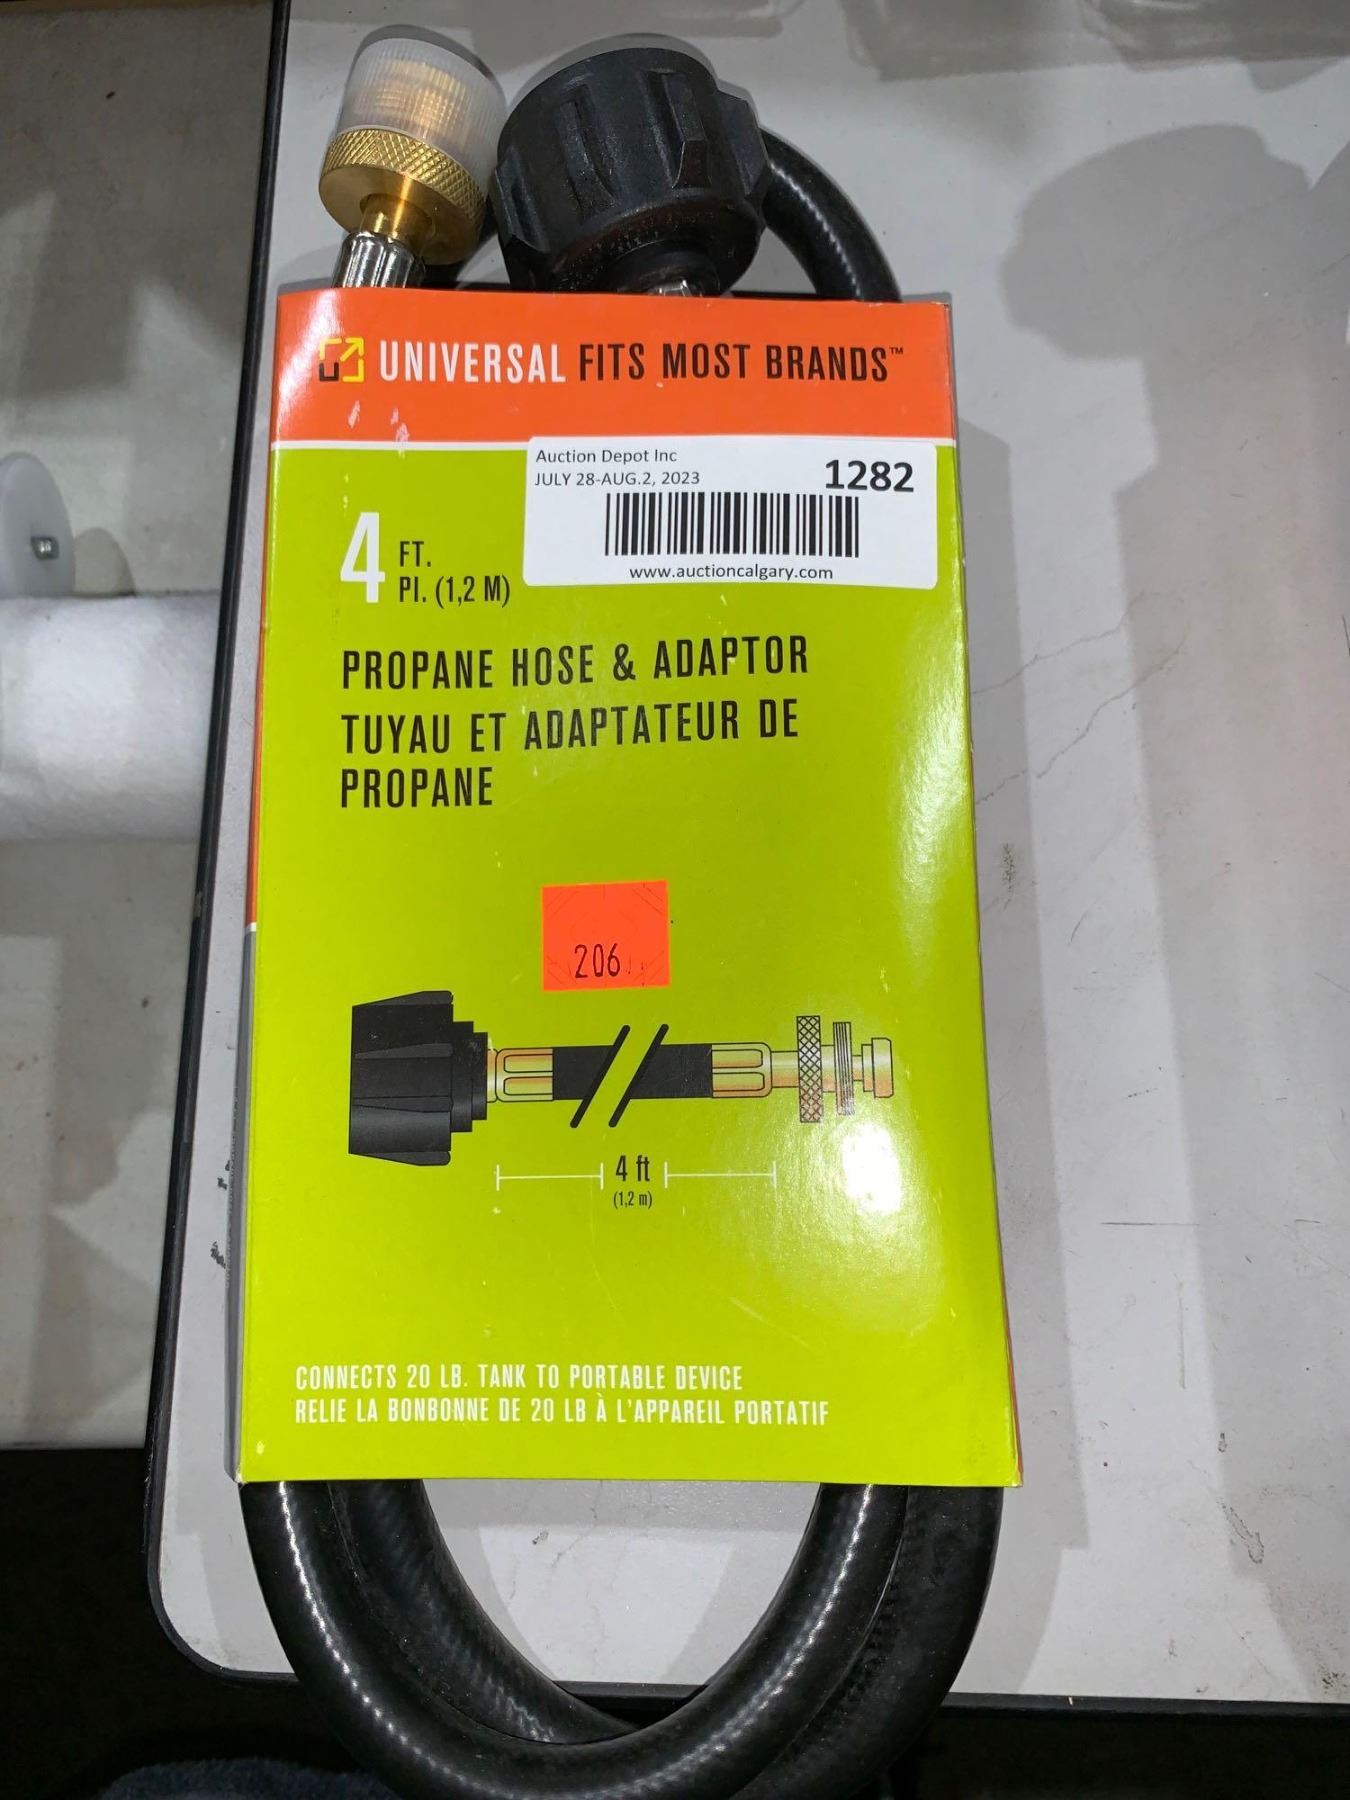 UNIVERSAL FITS MOST BRANDS™
Auction Depot Inc
JULY 28-AUG.2, 2023
1282
www.auctioncalgary.com
4 FT.
PI. (1,2 M)
PROPANE HOSE & ADAPTOR
TUYAU ET ADAPTATEUR DE
PROPANE
206
4 ft
(1,2 m)
CONNECTS 20 LB. TANK TO PORTABLE DEVICE
RELIE LA BONBONNE DE 20 LB À L'APPAREIL PORTATIF